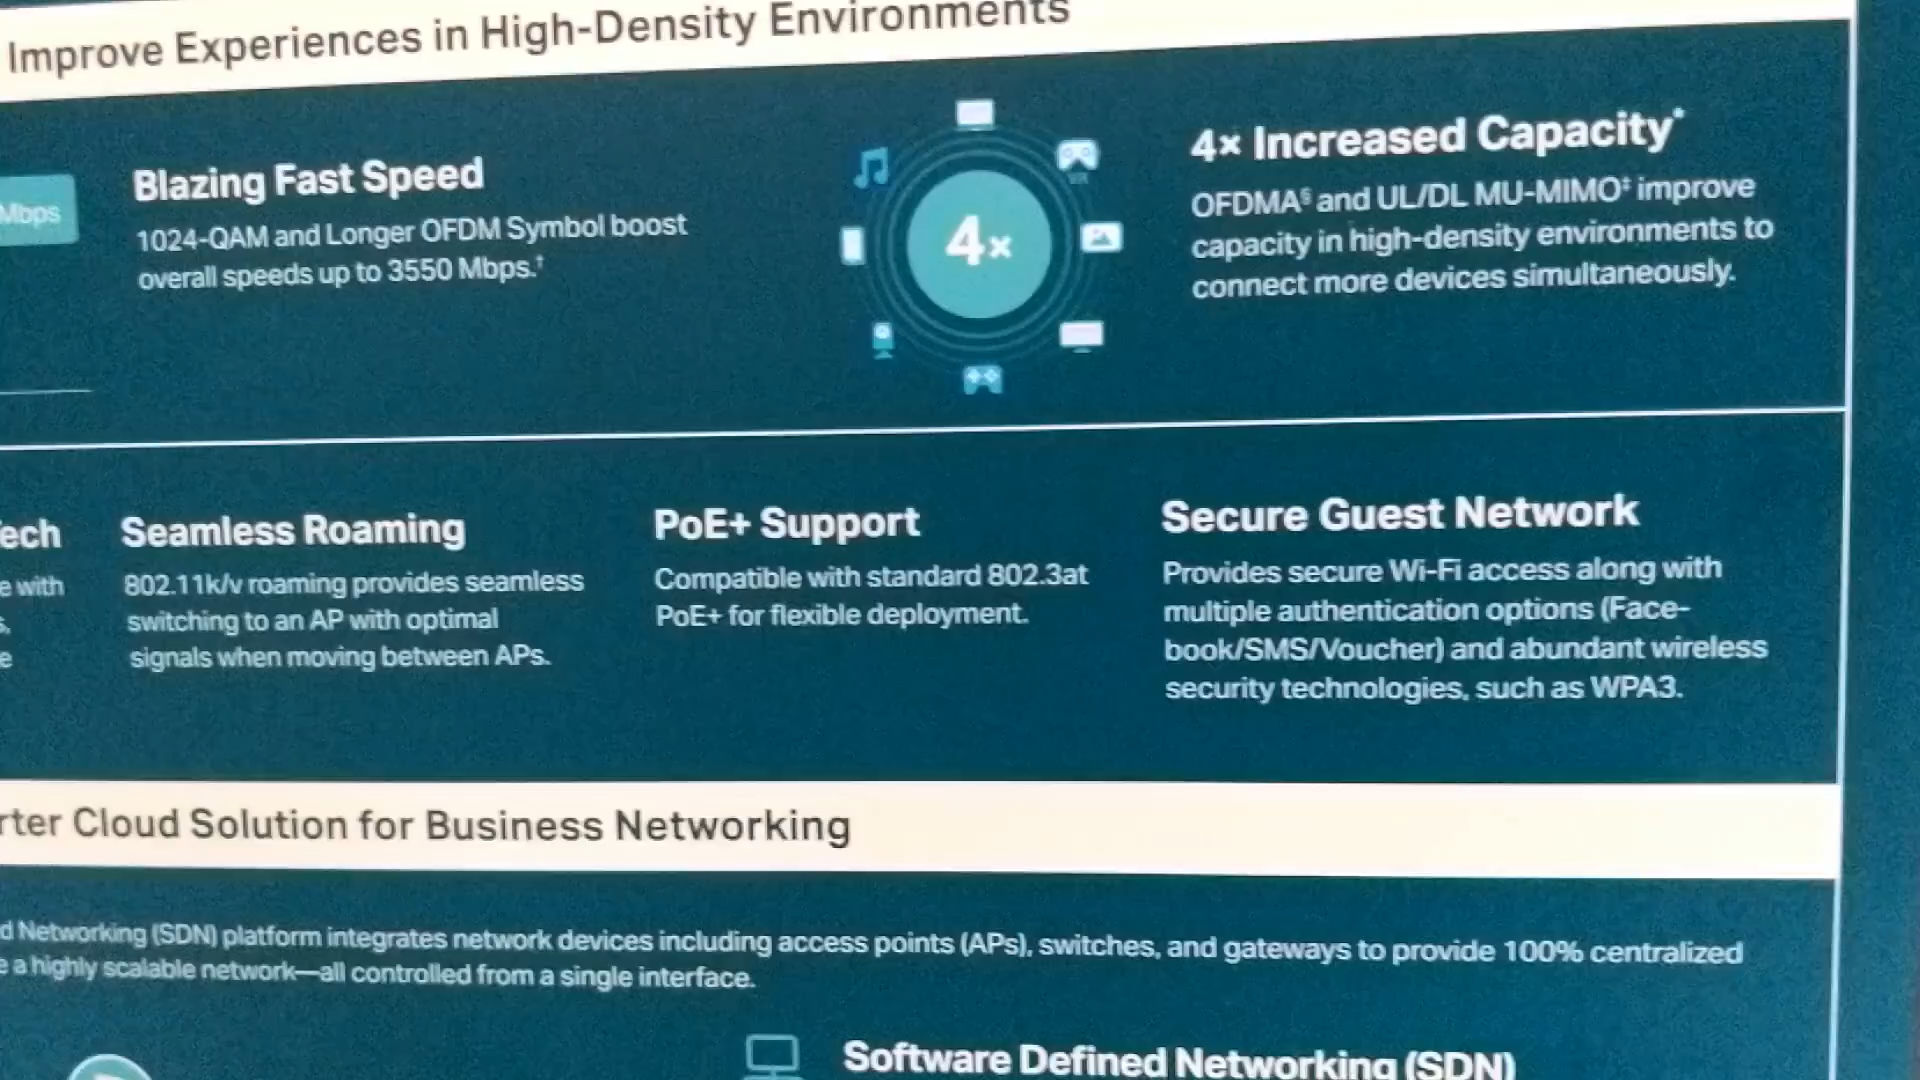 Improve Experiences in High-Density Environments
Mbps
Blazing Fast Speed
1024-QAM and Longer OFDM Symbol boost
overall speeds up to 3550 Mbps.†
4×
4× Increased Capacity*
OFDMA§ and UL/DL MU-MIMO‡ improve
capacity in high-density environments to
connect more devices simultaneously.
ech
e with
s,
e
Seamless Roaming
802.11k/v roaming provides seamless
switching to an AP with optimal
signals when moving between APs.
PoE+ Support
Compatible with standard 802.3at
PoE+ for flexible deployment.
Secure Guest Network
Provides secure Wi-Fi access along with
multiple authentication options (Face-
book/SMS/Voucher) and abundant wireless
security technologies, such as WPA3.
rter Cloud Solution for Business Networking
d Networking (SDN) platform integrates network devices including access points (APs), switches, and gateways to provide 100% centralized
e a highly scalable network—all controlled from a single interface.
Software Defined Networking (SDN)